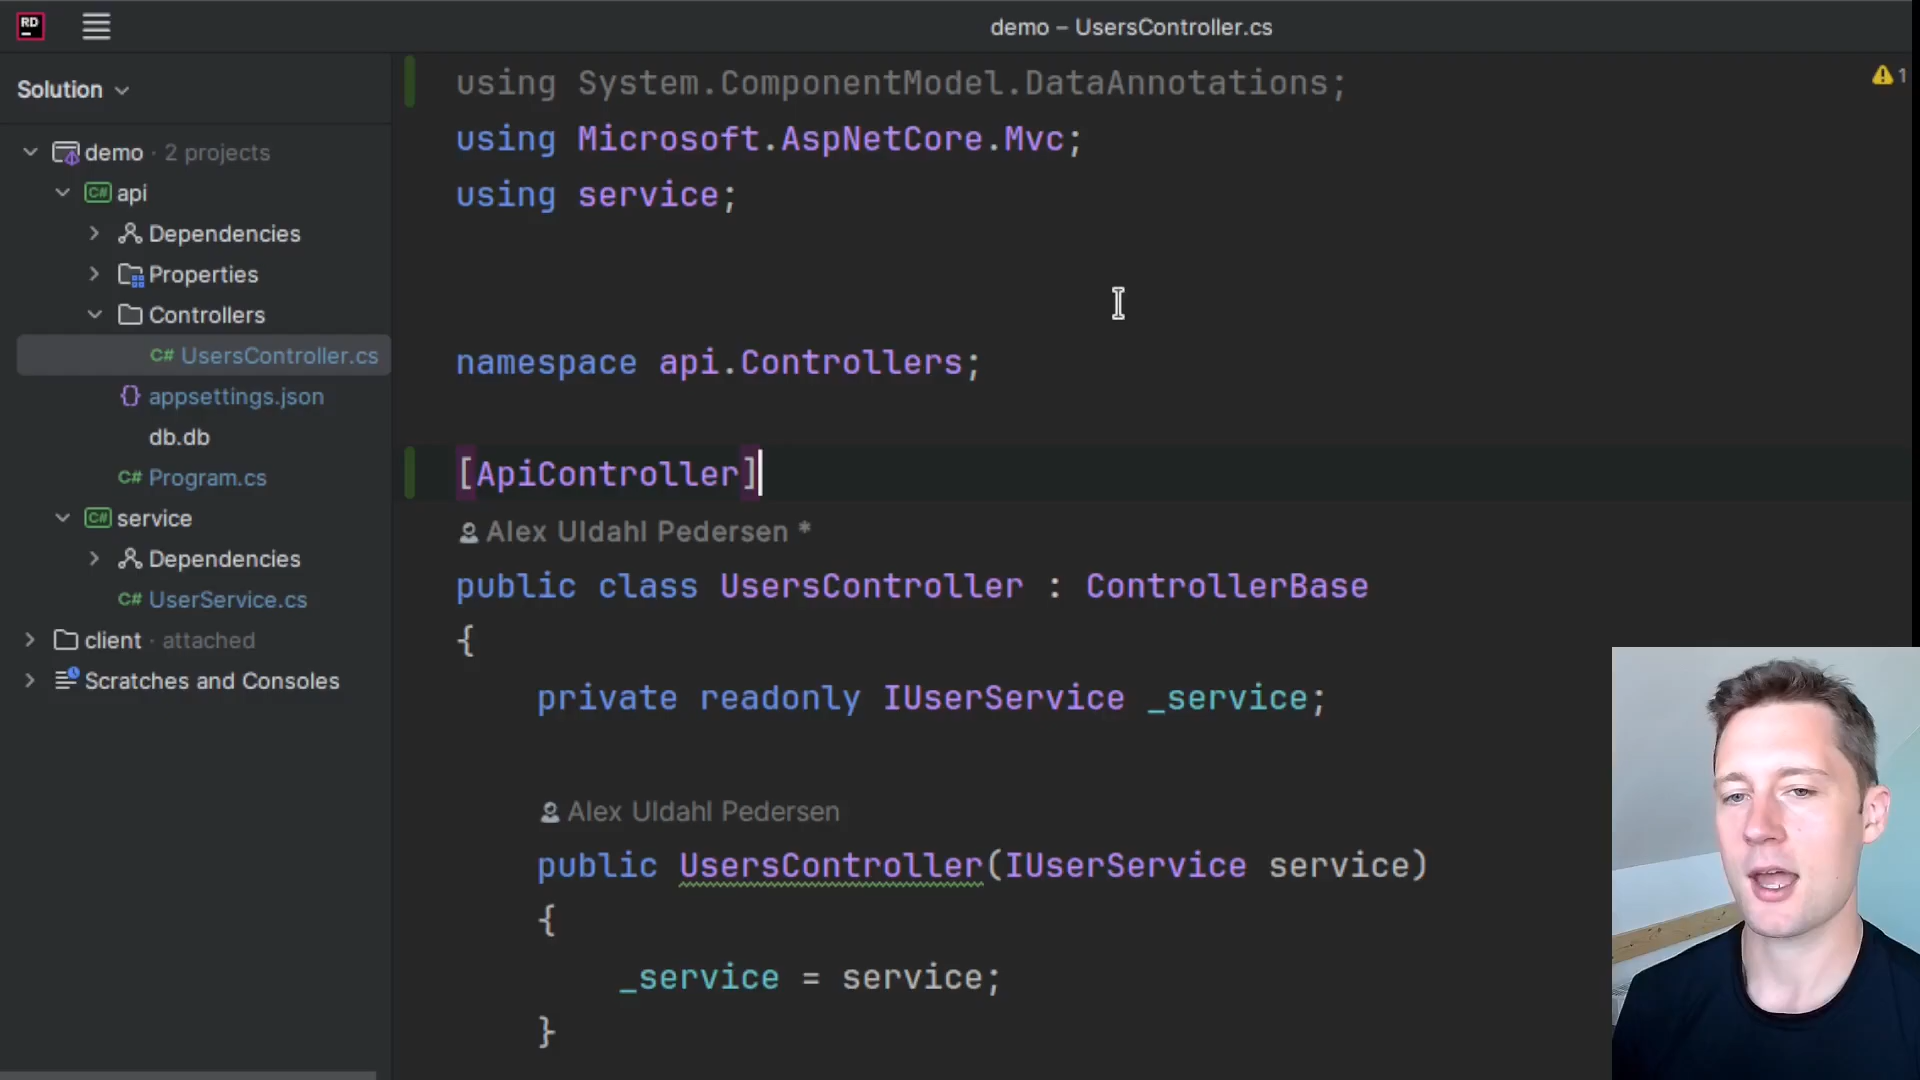 RD
demo – UsersController.cs
Solution
demo · 2 projects
api
Dependencies
Properties
Controllers
C# UsersController.cs
{} appsettings.json
db.db
C# Program.cs
C# service
Dependencies
C# UserService.cs
client · attached
Scratches and Consoles
using System.ComponentModel.DataAnnotations;
using Microsoft.AspNetCore.Mvc;
using service;
namespace api.Controllers;
[ApiController]
Alex Uldahl Pedersen *
public class UsersController : ControllerBase
{
private readonly IUserService _service;
Alex Uldahl Pedersen
public UsersController(IUserService service)
{
_service = service;
}
1